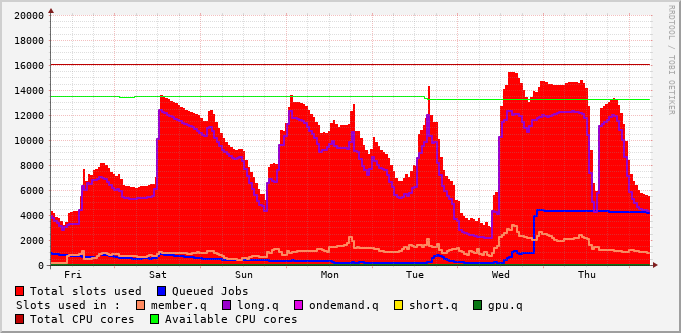 RRDTOOL / TOBI OETIKER
20000
18000
16000
14000
12000
10000
8000
6000
4000
2000
0
Fri Sat Sun Mon Tue Wed Thu
Total slots used Queued Jobs
Slots used in : member.q long.q ondemand.q short.q gpu.q
Total CPU cores Available CPU cores